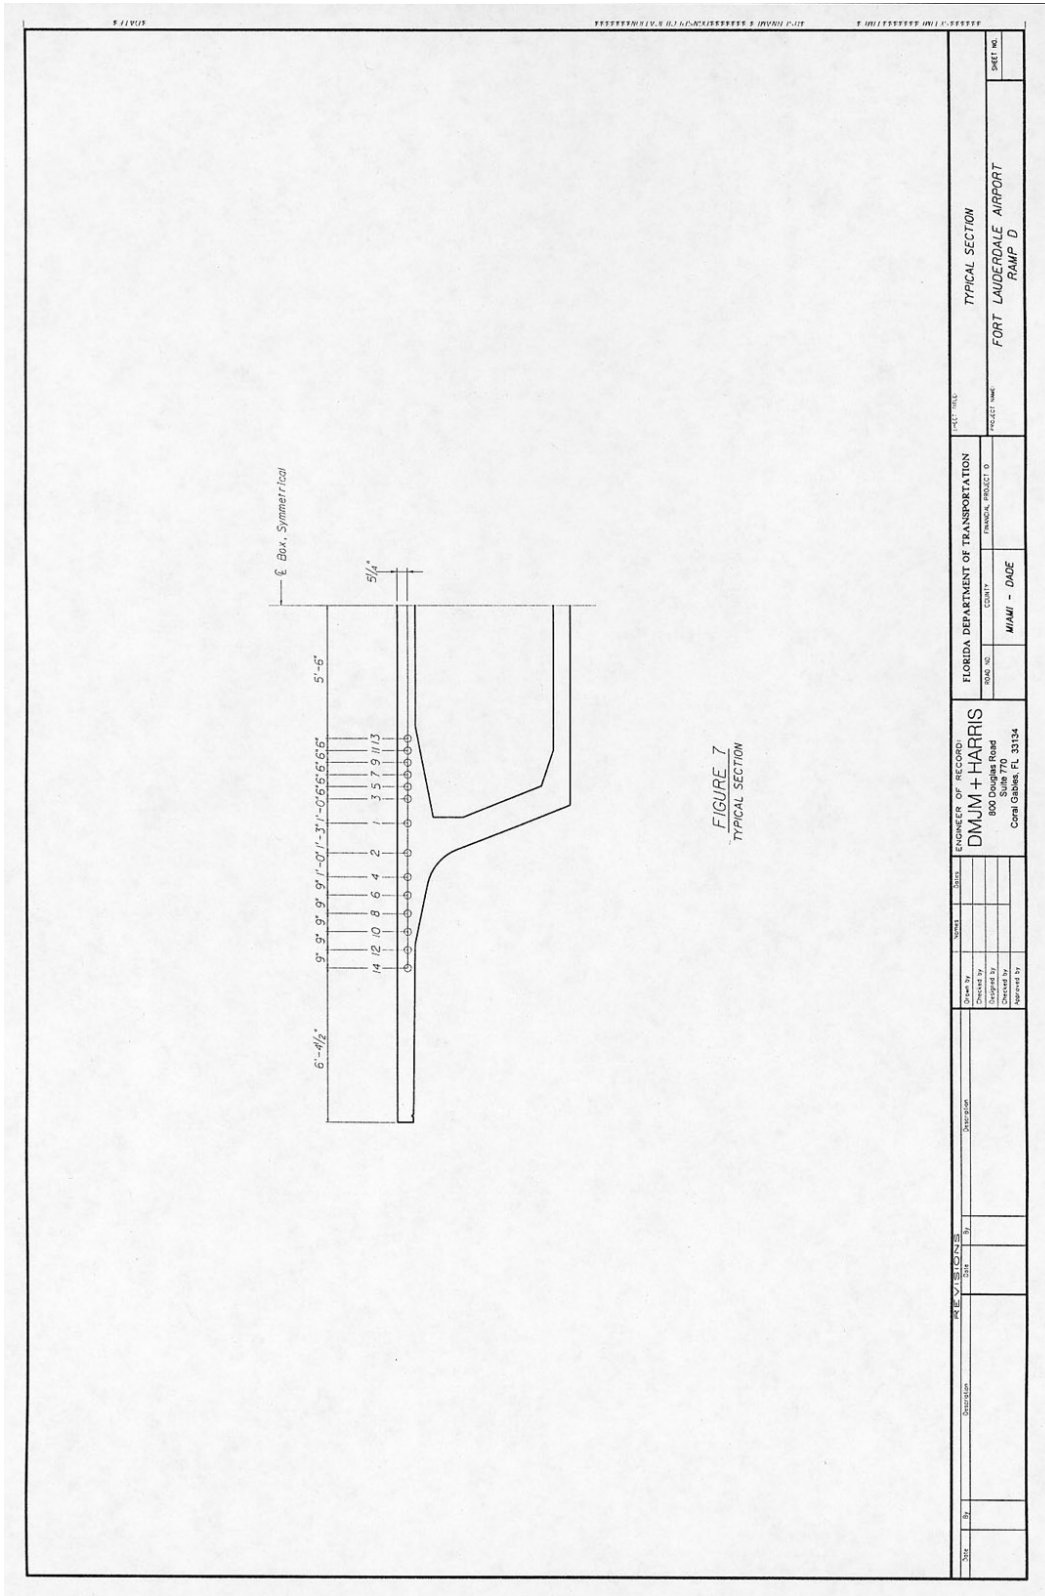 ℄ Box, Symmetrical
6'-4½" 9" 9" 9" 9" 9" 1'-0" 1'-3" 1'-0" 6" 6" 6" 6" 6" 5'-6"
5¼"
14 12 10 8 6 4 2 1 3 5 7 9 11 13
FIGURE 7
TYPICAL SECTION
REVISIONS
Date By Description Date By Description
Names Dates
Drawn by
Checked by
Designed by
Checked by
Approved by
ENGINEER OF RECORD:
DMJM + HARRIS
800 Douglas Road
Suite 770
Coral Gables, FL 33134
FLORIDA DEPARTMENT OF TRANSPORTATION
ROAD NO. COUNTY FINANCIAL PROJECT ID
MIAMI - DADE
SHEET TITLE:
TYPICAL SECTION
PROJECT NAME:
FORT LAUDERDALE AIRPORT
RAMP D
SHEET NO.